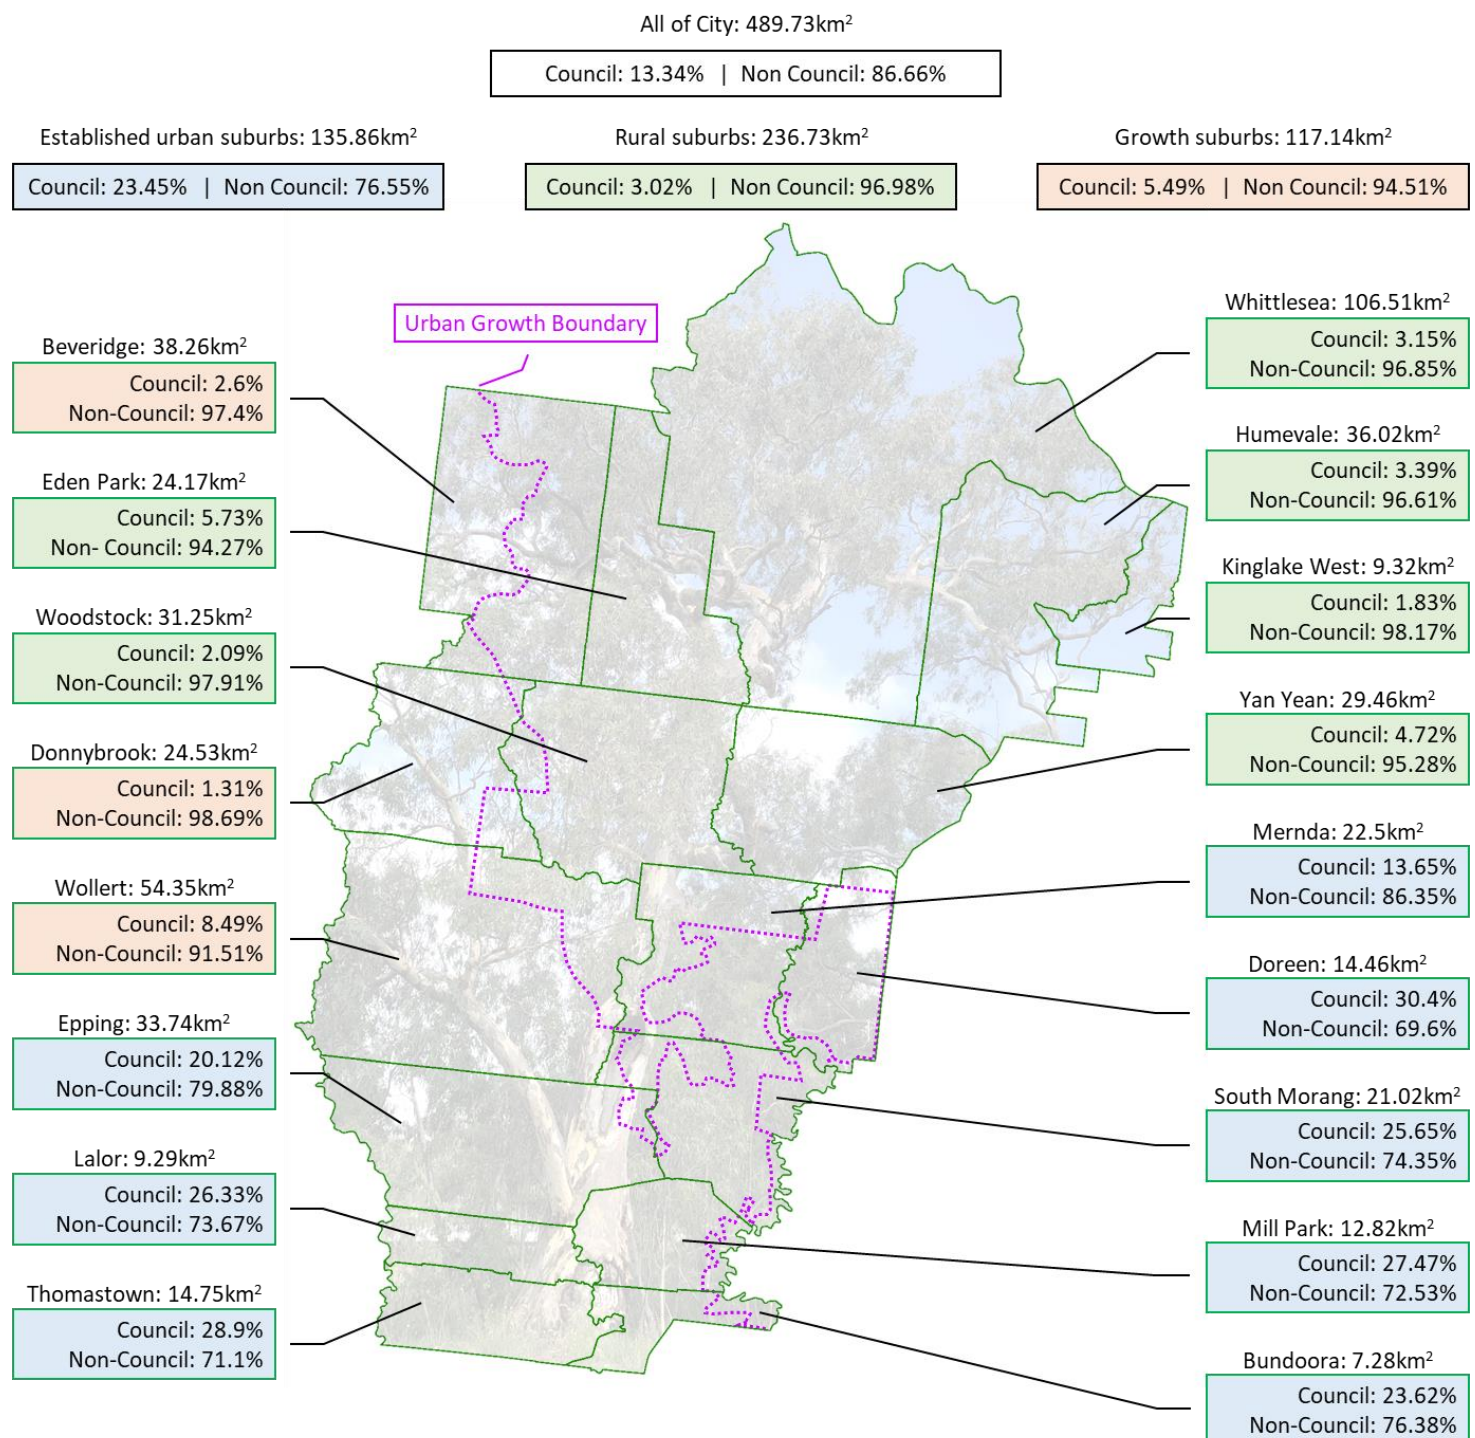 All of City: 489.73km²
Council: 13.34% | Non Council: 86.66%
Established urban suburbs: 135.86km²
Council: 23.45% | Non Council: 76.55%
Rural suburbs: 236.73km²
Council: 3.02% | Non Council: 96.98%
Growth suburbs: 117.14km²
Council: 5.49% | Non Council: 94.51%
Urban Growth Boundary
Beveridge: 38.26km²
Council: 2.6%
Non-Council: 97.4%
Eden Park: 24.17km²
Council: 5.73%
Non- Council: 94.27%
Woodstock: 31.25km²
Council: 2.09%
Non-Council: 97.91%
Donnybrook: 24.53km²
Council: 1.31%
Non-Council: 98.69%
Wollert: 54.35km²
Council: 8.49%
Non-Council: 91.51%
Epping: 33.74km²
Council: 20.12%
Non-Council: 79.88%
Lalor: 9.29km²
Council: 26.33%
Non-Council: 73.67%
Thomastown: 14.75km²
Council: 28.9%
Non-Council: 71.1%
Whittlesea: 106.51km²
Council: 3.15%
Non-Council: 96.85%
Humevale: 36.02km²
Council: 3.39%
Non-Council: 96.61%
Kinglake West: 9.32km²
Council: 1.83%
Non-Council: 98.17%
Yan Yean: 29.46km²
Council: 4.72%
Non-Council: 95.28%
Mernda: 22.5km²
Council: 13.65%
Non-Council: 86.35%
Doreen: 14.46km²
Council: 30.4%
Non-Council: 69.6%
South Morang: 21.02km²
Council: 25.65%
Non-Council: 74.35%
Mill Park: 12.82km²
Council: 27.47%
Non-Council: 72.53%
Bundoora: 7.28km²
Council: 23.62%
Non-Council: 76.38%